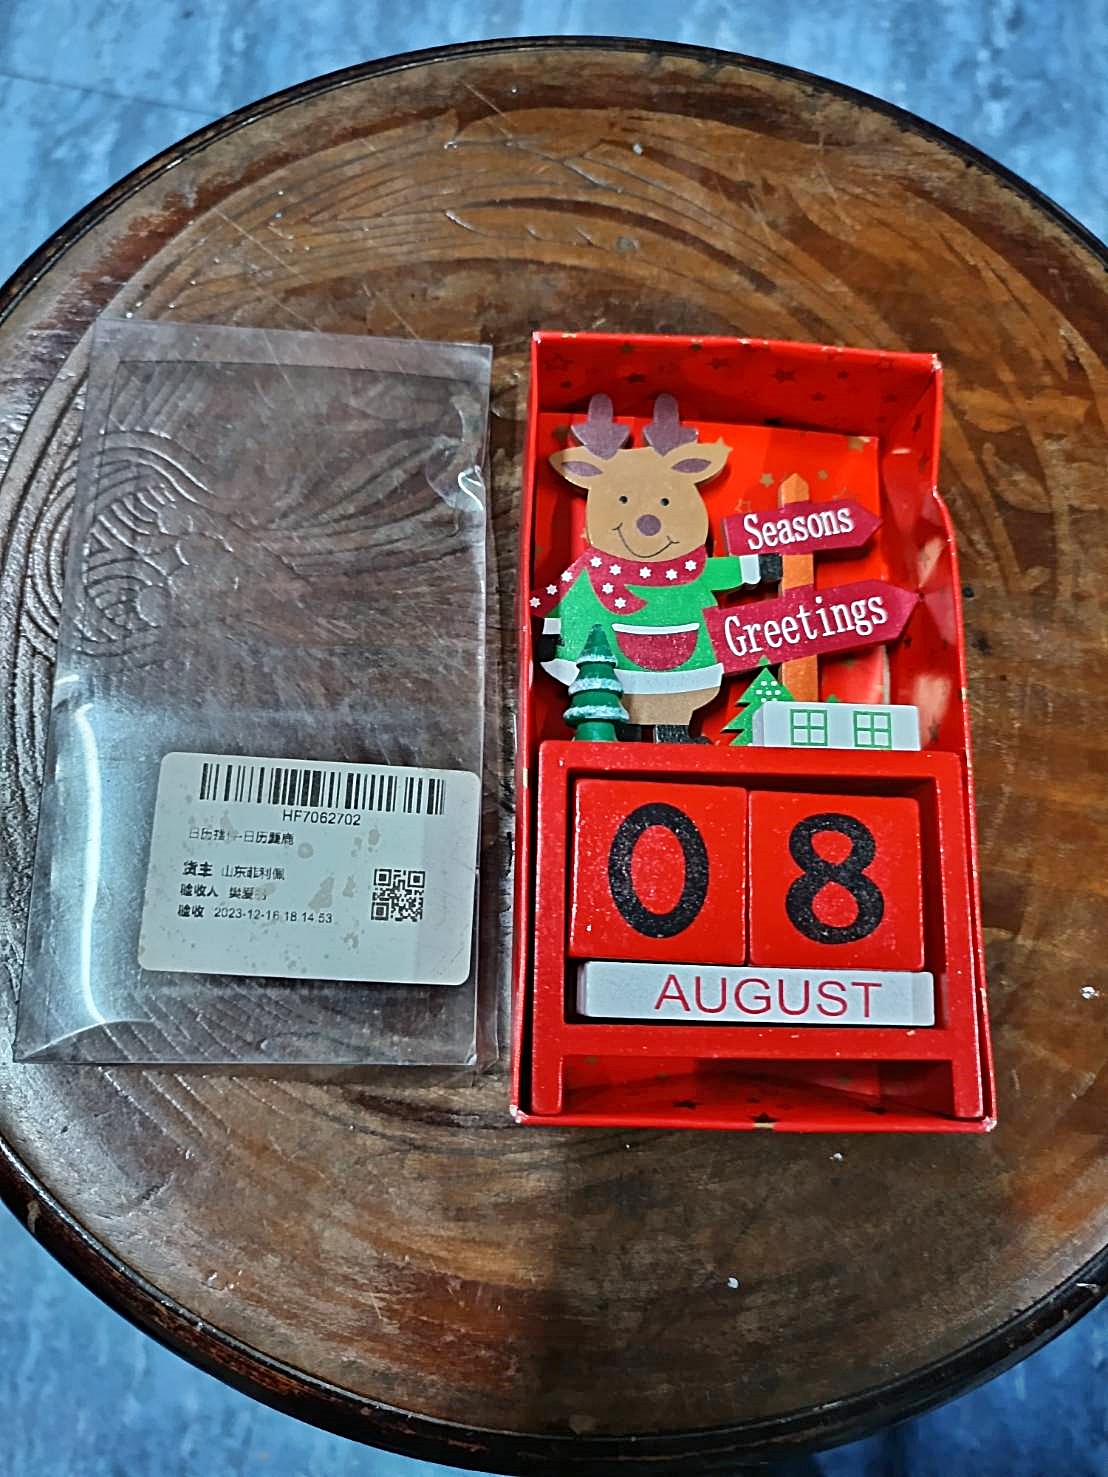 HF7062702
日历摆件-日历麋鹿
货主 山东菲利佩
验收人 樊爱
验收 2023-12-16 18:14:53
Seasons
Greetings
08
AUGUST